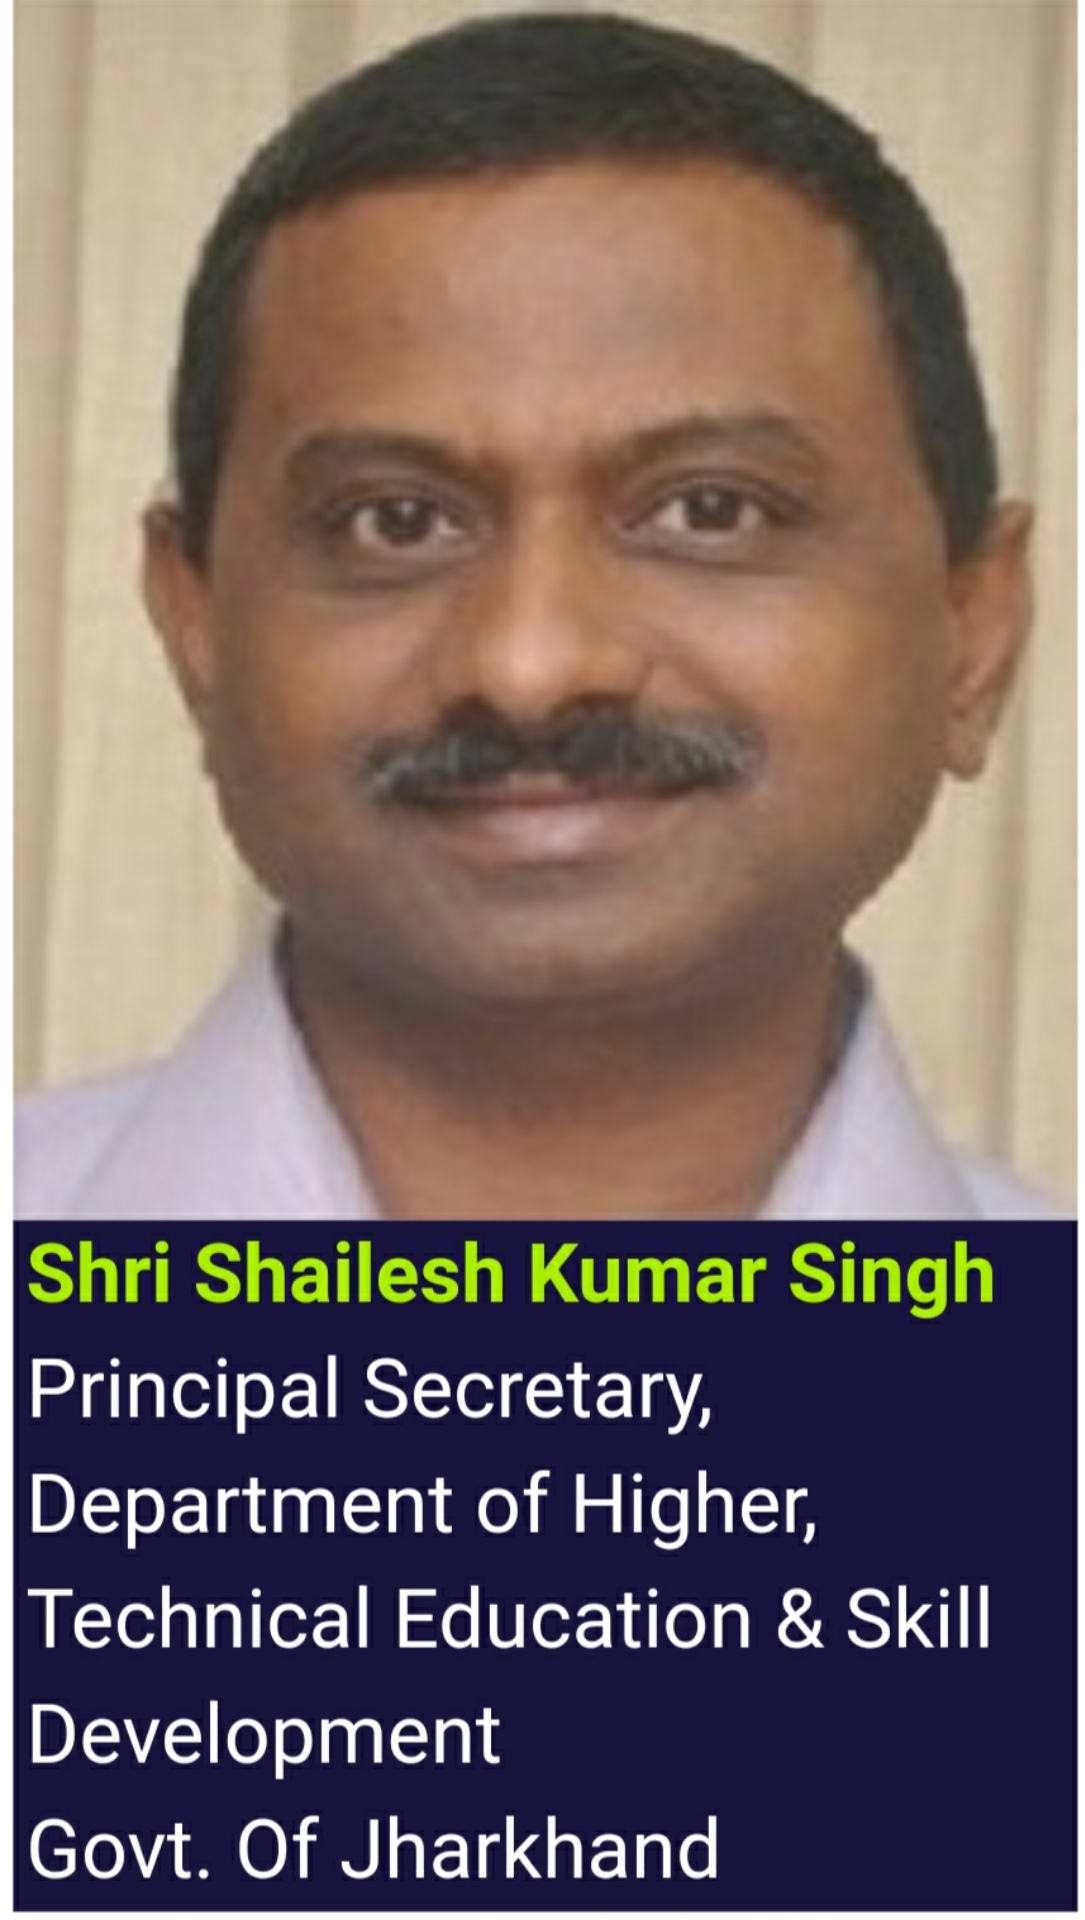 Shri Shailesh Kumar Singh
Principal Secretary,
Department of Higher,
Technical Education & Skill
Development
Govt. Of Jharkhand